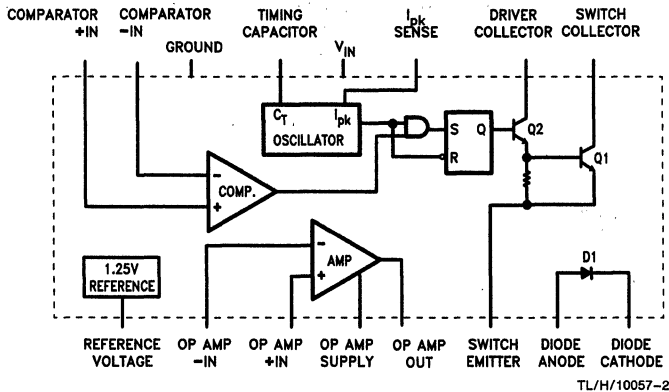 COMPARATOR
+IN
COMPARATOR
-IN
GROUND
TIMING
CAPACITOR
VIN
Ipk
SENSE
DRIVER
COLLECTOR
SWITCH
COLLECTOR
CT
Ipk
OSCILLATOR
S
Q
R
Q2
Q1
-
COMP.
+
-
AMP
+
1.25V
REFERENCE
D1
REFERENCE
VOLTAGE
OP AMP
-IN
OP AMP
+IN
OP AMP
SUPPLY
OP AMP
OUT
SWITCH
EMITTER
DIODE
ANODE
DIODE
CATHODE
TL/H/10057-2